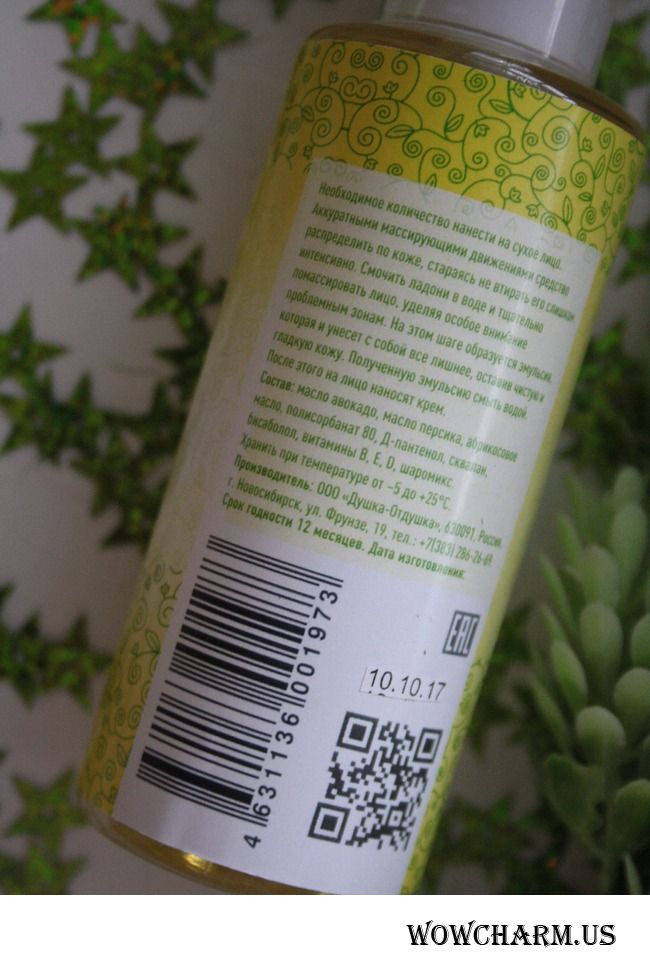 Необходимое количество нанести на сухое лицо.
Аккуратными массирующими движениями средство
распределить по коже, стараясь не втирать его слишком
интенсивно. Смочить ладони в воде и тщательно
помассировать лицо, уделяя особое внимание
проблемным зонам. На этом шаге образуется эмульсия,
которая и унесет с собой все лишнее, оставив чистую и
гладкую кожу. Полученную эмульсию смыть водой.
После этого на лицо наносят крем.
Состав: масло авокадо, масло персика, абрикосовое
масло, полисорбанат 80, Д-пантенол, сквалан,
бисаболол, витамины B, E, D, шаромикс.
Хранить при температуре от –5 до +25°С.
Производитель: ООО «Душка-Отдушка», 630091, Россия,
г. Новосибирск, ул. Фрунзе, 19, тел.: +7(383) 286-26-69
Срок годности 12 месяцев. Дата изготовления:
4 631136 001973
EAC
10.10.17
WOWCHARM.US